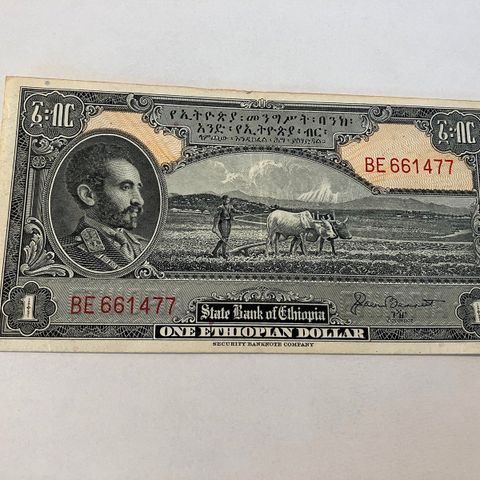 ፩፡ብር
የኢትዮጵያ፡መንግሥት፡ባንክ፡
አንድ፡የኢትዮጵያ፡ብር፡
፩፡ብር
BE 661477
1
BE 661477
State Bank of Ethiopia
1
ONE ETHIOPIAN DOLLAR
SECURITY BANKNOTE COMPANY